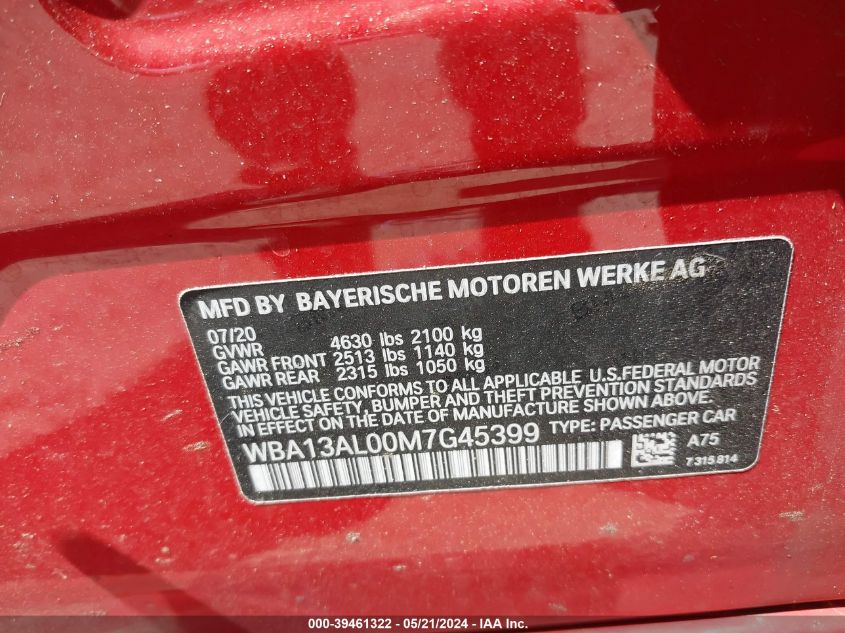 MFD BY BAYERISCHE MOTOREN WERKE AG
07/20
GVWR 4630 lbs 2100 kg
GAWR FRONT 2513 lbs 1140 kg
GAWR REAR 2315 lbs 1050 kg
THIS VEHICLE CONFORMS TO ALL APPLICABLE U.S.FEDERAL MOTOR
VEHICLE SAFETY, BUMPER AND THEFT PREVENTION STANDARDS
IN EFFECT ON THE DATE OF MANUFACTURE SHOWN ABOVE.
WBA13AL00M7G45399 TYPE: PASSENGER CAR
A75
7315814
000-39461322 - 05/21/2024 - IAA Inc.